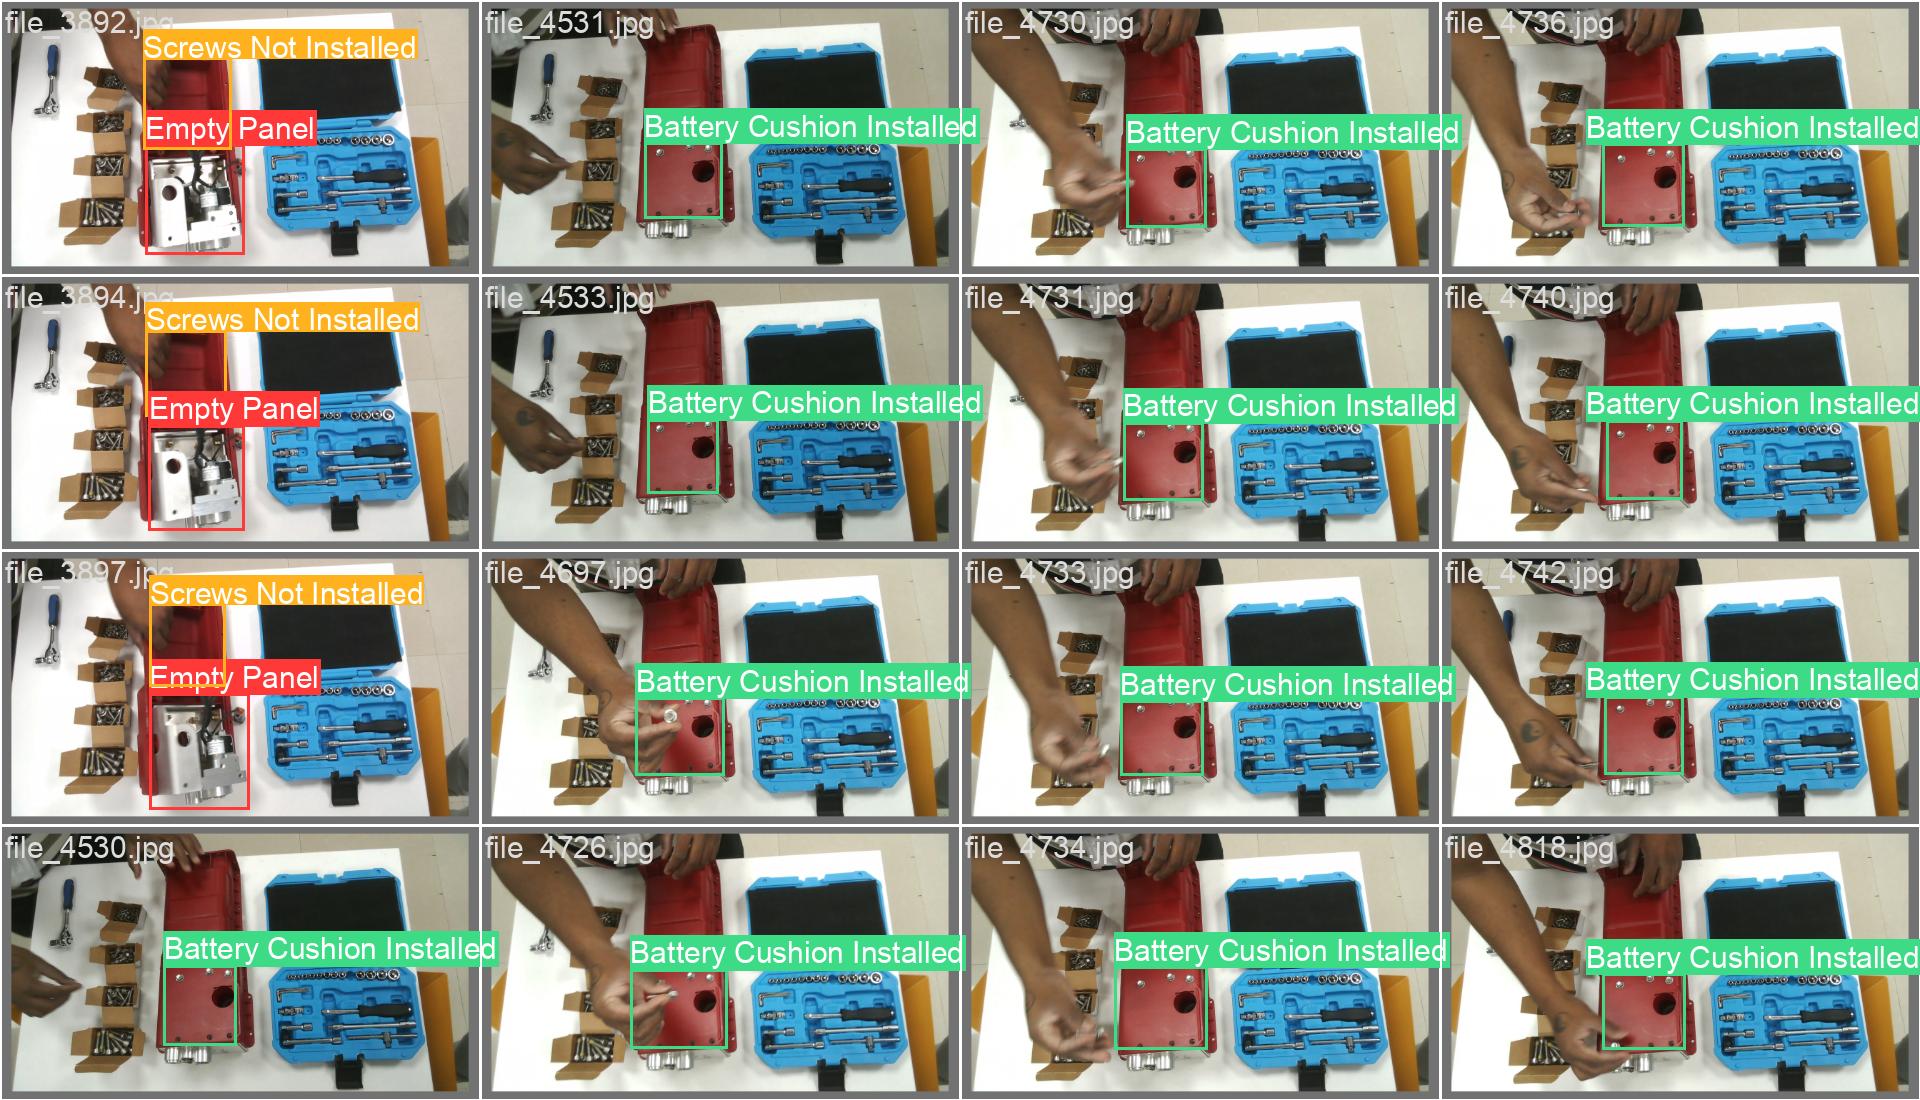 file_3892.jpg
Screws Not Installed
Empty Panel
file_4531.jpg
Battery Cushion Installed
file_4730.jpg
Battery Cushion Installed
file_4736.jpg
Battery Cushion Installed
file_3894.jpg
Screws Not Installed
Empty Panel
file_4533.jpg
Battery Cushion Installed
file_4731.jpg
Battery Cushion Installed
file_4740.jpg
Battery Cushion Installed
file_3897.jpg
Screws Not Installed
Empty Panel
file_4697.jpg
Battery Cushion Installed
file_4733.jpg
Battery Cushion Installed
file_4742.jpg
Battery Cushion Installed
file_4530.jpg
Battery Cushion Installed
file_4726.jpg
Battery Cushion Installed
file_4734.jpg
Battery Cushion Installed
file_4818.jpg
Battery Cushion Installed